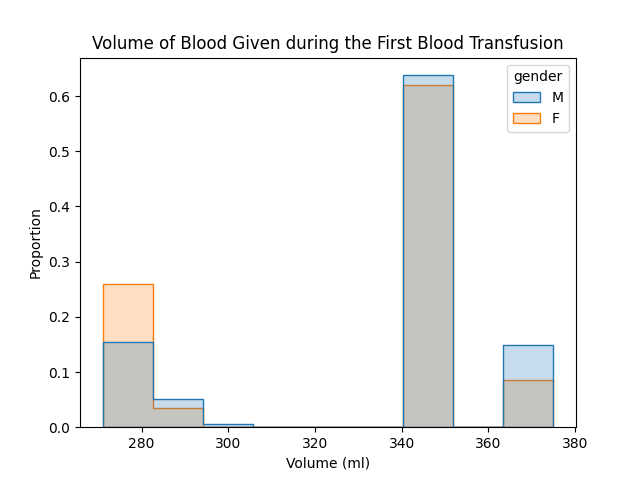 Volume of Blood Given during the First Blood Transfusion
gender
M
F
Proportion
0.6
0.5
0.4
0.3
0.2
0.1
0.0
280 300 320 340 360 380
Volume (ml)